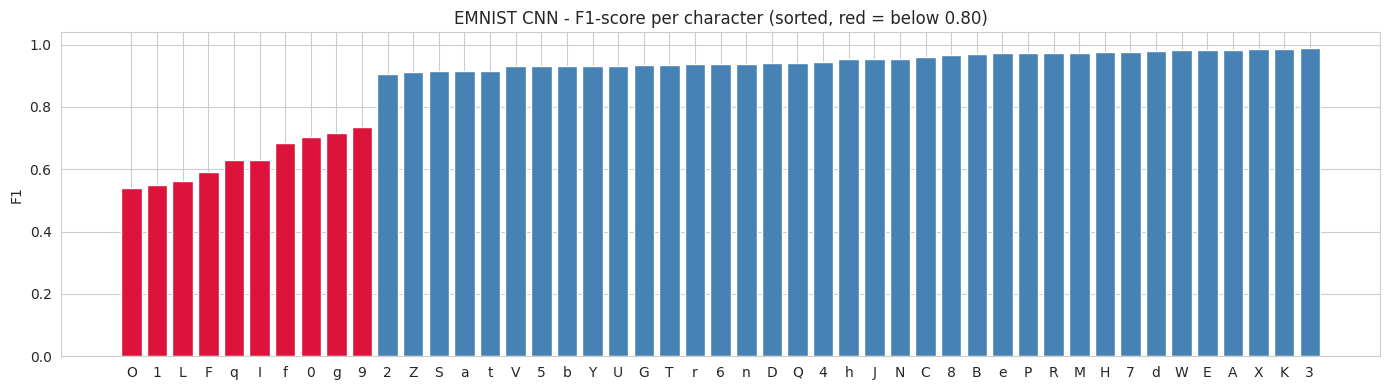 EMNIST CNN - F1-score per character (sorted, red = below 0.80)
1.0
0.8
0.6
0.4
0.2
0.0
F1
O 1 L F q I f 0 g 9 2 Z S a t V 5 b Y U G T r 6 n D Q 4 h J N C 8 B e P R M H 7 d W E A X K 3